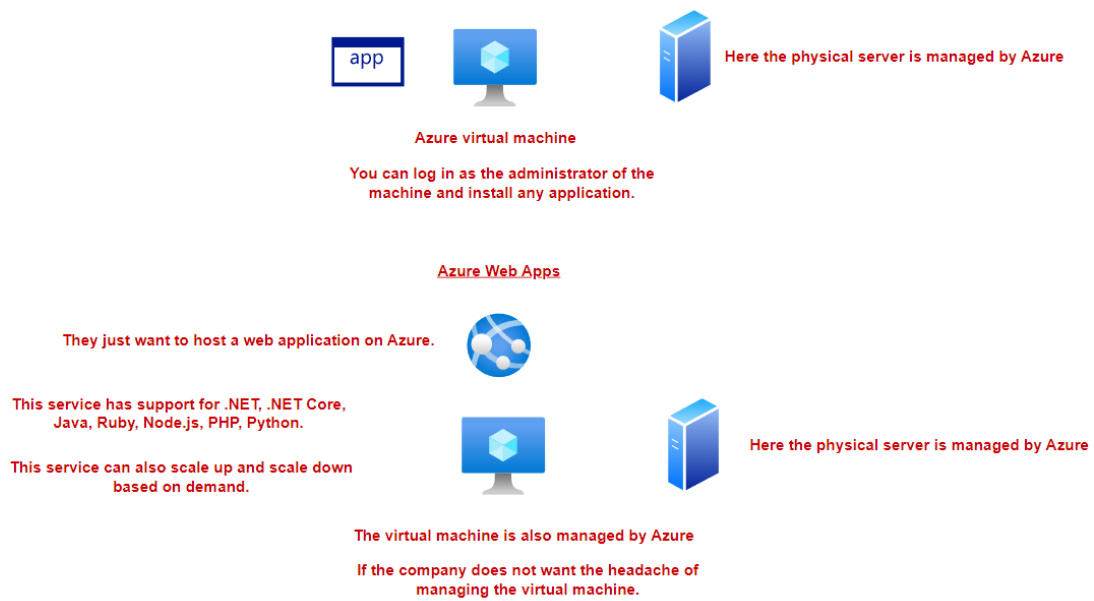 app
Here the physical server is managed by Azure
Azure virtual machine
You can log in as the administrator of the
machine and install any application.
Azure Web Apps
They just want to host a web application on Azure.
This service has support for .NET, .NET Core,
Java, Ruby, Node.js, PHP, Python.
Here the physical server is managed by Azure
This service can also scale up and scale down
based on demand.
The virtual machine is also managed by Azure
If the company does not want the headache of
managing the virtual machine.